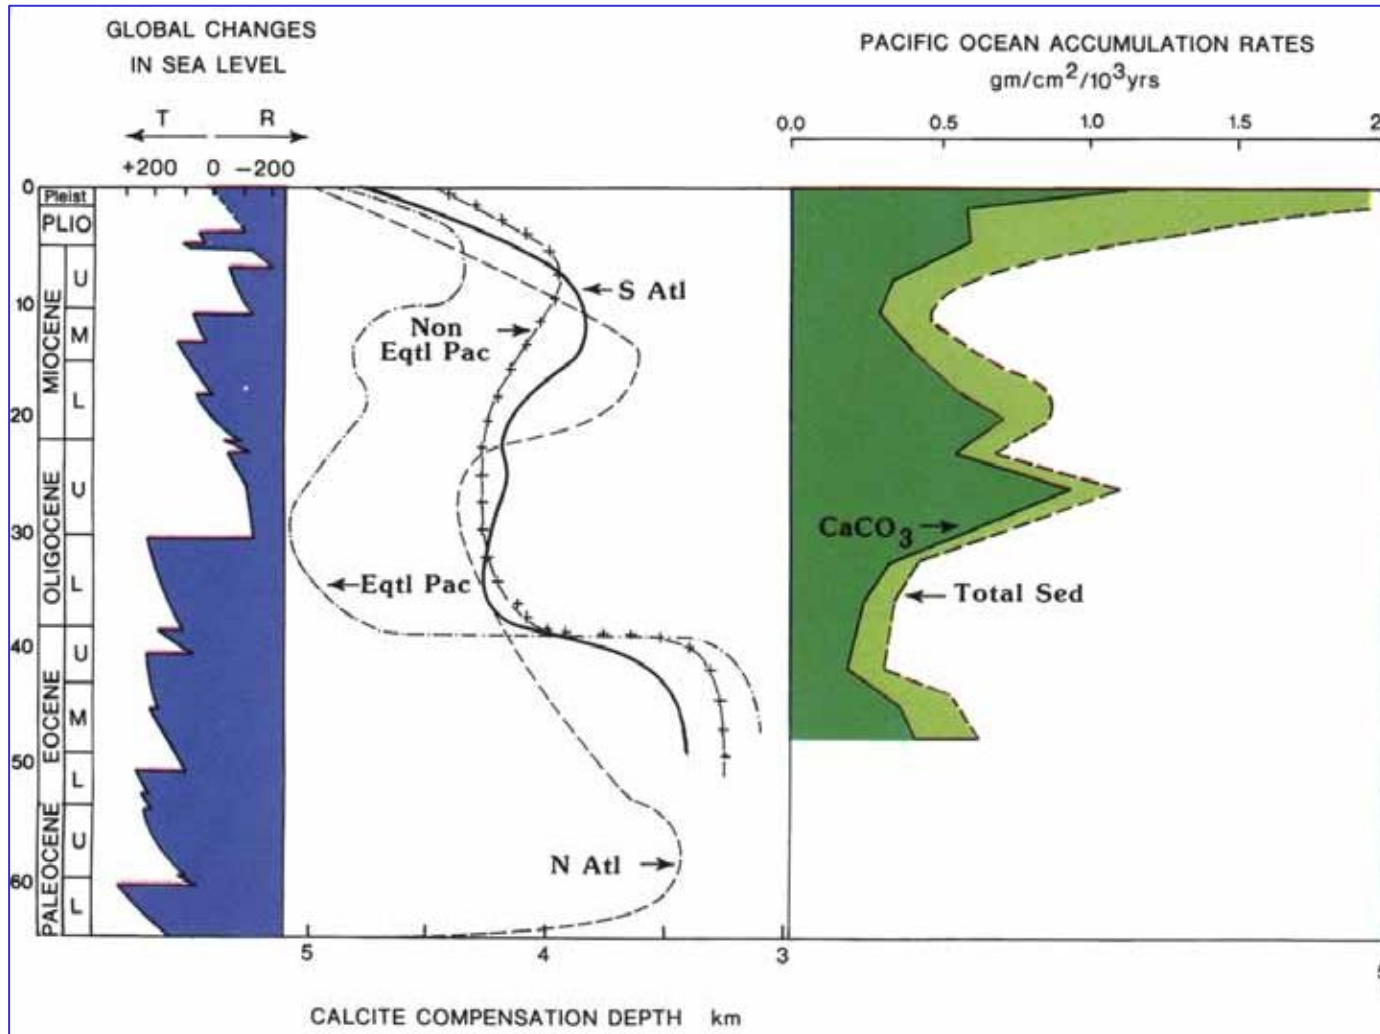 GLOBAL CHANGES
IN SEA LEVEL
T R
+200 0 −200
PACIFIC OCEAN ACCUMULATION RATES
gm/cm²/10³yrs
0.0 0.5 1.0 1.5 2
0
10
20
30
40
50
60
Pleist
PLIO
MIOCENE
U
M
L
OLIGOCENE
U
L
EOCENE
U
M
L
PALEOCENE
U
L
S Atl
Non
Eqtl Pac
Eqtl Pac
N Atl
CaCO₃
Total Sed
5 4 3
CALCITE COMPENSATION DEPTH km